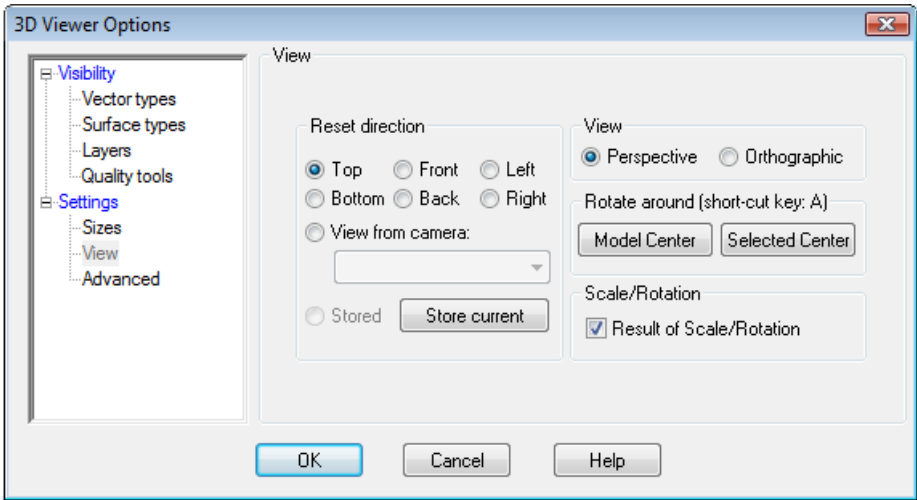 3D Viewer Options
Visibility
Vector types
Surface types
Layers
Quality tools
Settings
Sizes
View
Advanced
View
Reset direction
Top Front Left
Bottom Back Right
View from camera:
Stored Store current
View
Perspective Orthographic
Rotate around (short-cut key: A)
Model Center Selected Center
Scale/Rotation
Result of Scale/Rotation
OK Cancel Help